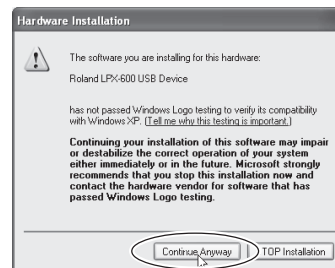 Hardware Installation
The software you are installing for this hardware:
Roland LPX-600 USB Device
has not passed Windows Logo testing to verify its compatibility
with Windows XP. (Tell me why this testing is important.)
Continuing your installation of this software may impair
or destabilize the correct operation of your system
either immediately or in the future. Microsoft strongly
recommends that you stop this installation now and
contact the hardware vendor for software that has
passed Windows Logo testing.
Continue Anyway
TOP Installation